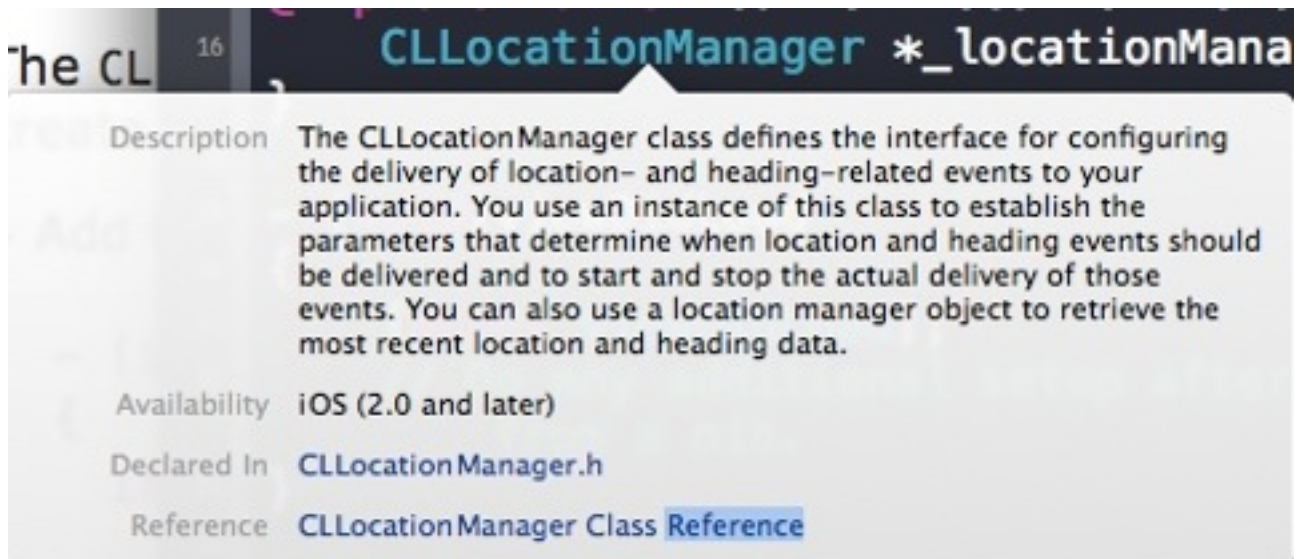 The CL
16
CLLocationManager *_locationMana
}
Description
The CLLocationManager class defines the interface for configuring
the delivery of location- and heading-related events to your
application. You use an instance of this class to establish the
parameters that determine when location and heading events should
be delivered and to start and stop the actual delivery of those
events. You can also use a location manager object to retrieve the
most recent location and heading data.
Availability iOS (2.0 and later)
Declared In CLLocationManager.h
Reference CLLocationManager Class Reference